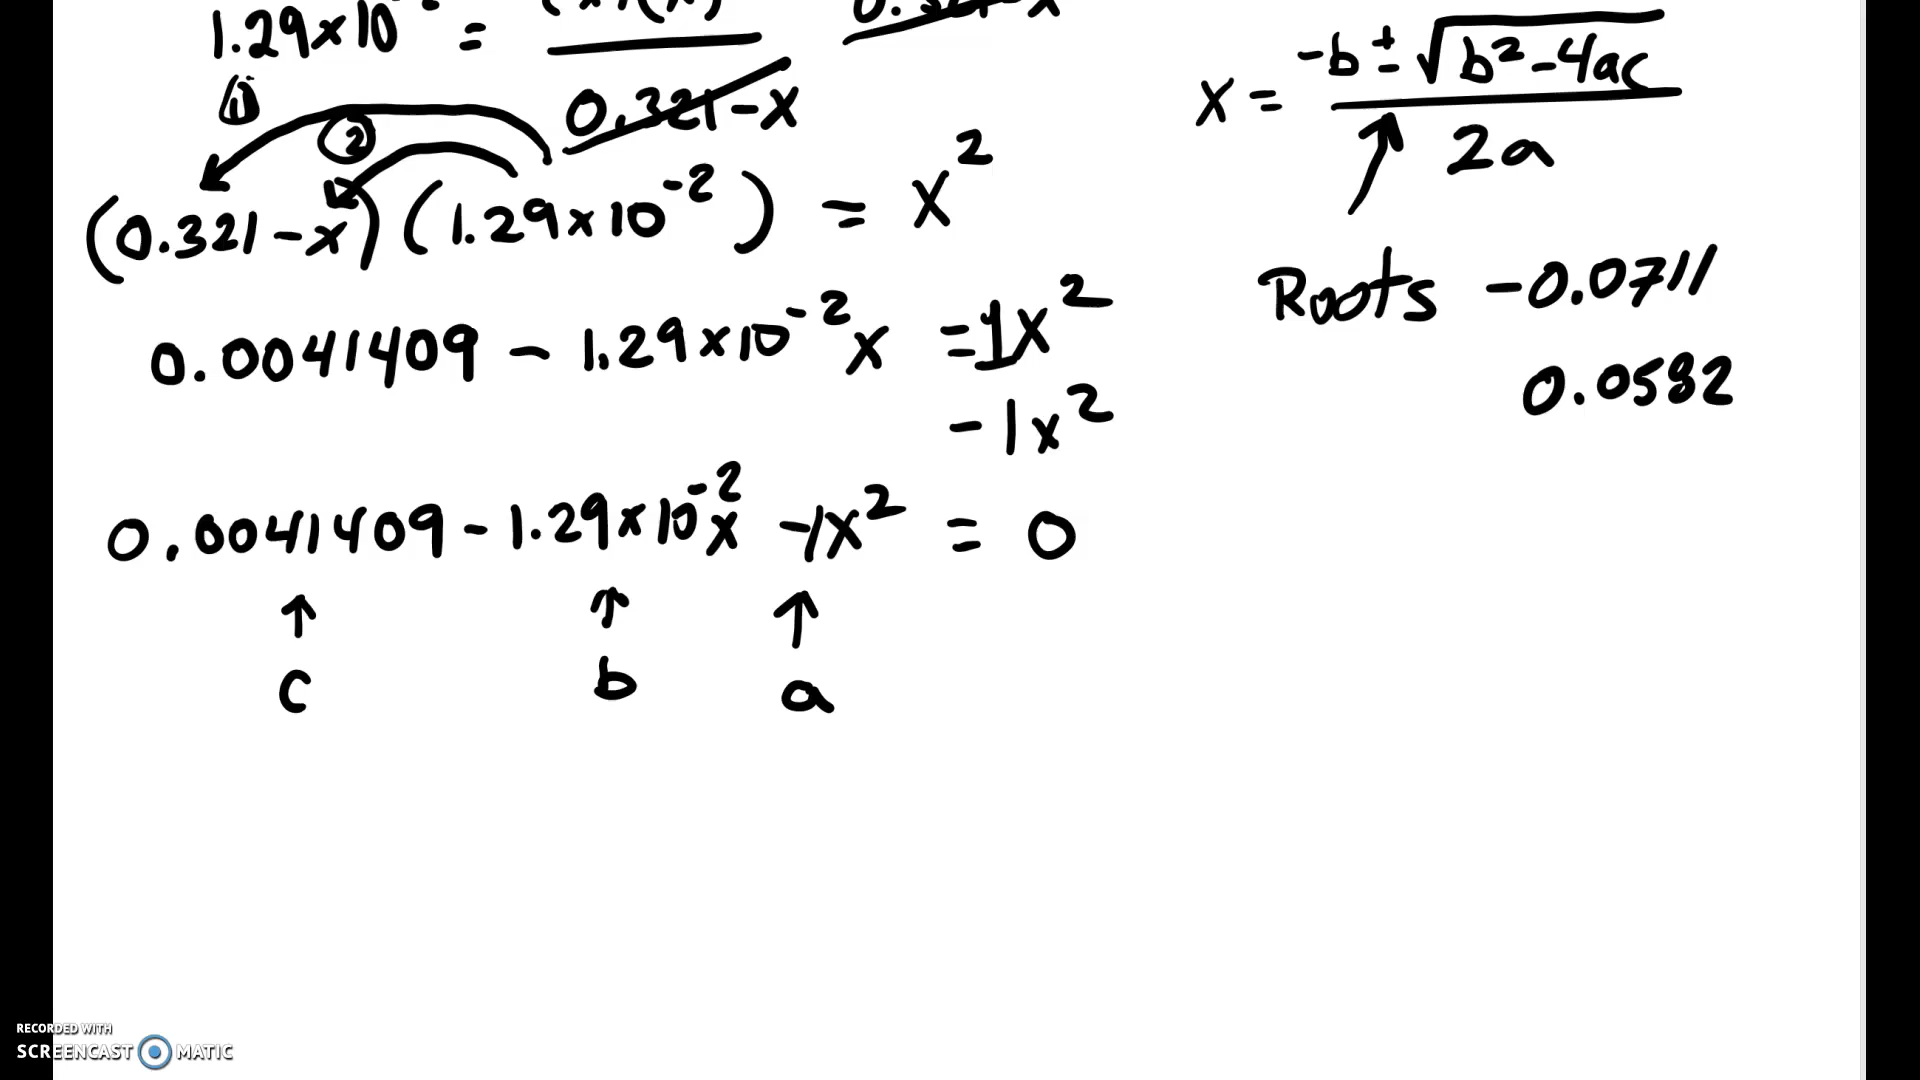 1.29×10 =
①
0.321-x
②
(0.321-x)(1.29×10⁻²) = x²
0.0041409 - 1.29×10⁻²x = 1x²
-1x²
0.0041409 - 1.29×10⁻²x -1x² = 0
↑ ↑ ↑
c b a
x = -b ± √b²-4ac
2a
Roots -0.0711
0.0582
RECORDED WITH
SCREENCAST MATIC